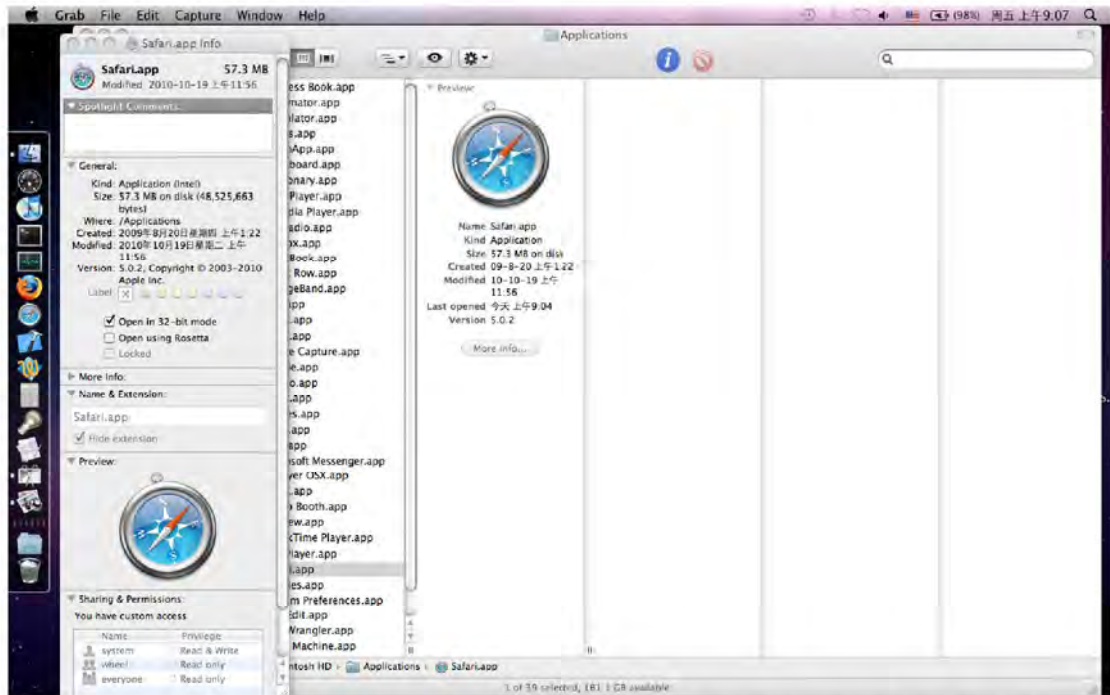 Grab File Edit Capture Window Help
(98%) 周五 上午9:07
Safari.app Info
Applications
Safari.app 57.3 MB
Modified 2010-10-19 上午11:56
Spotlight Comments:
General:
Kind: Application (Intel)
Size: 57.3 MB on disk (48,525,663
bytes)
Where: /Applications
Created: 2009年8月20日星期四 上午1:22
Modified: 2010年10月19日星期二 上午
11:56
Version: 5.0.2, Copyright © 2003-2010
Apple Inc.
Label:
Open in 32-bit mode
Open using Rosetta
Locked
More Info:
Name & Extension:
Safari.app
Hide extension
Preview:
Sharing & Permissions:
You have custom access
Name Privilege
system Read & Write
wheel Read only
everyone Read only
ess Book.app
mator.app
lator.app
s.app
App.app
board.app
onary.app
Player.app
dia Player.app
adio.app
ox.app
Book.app
Row.app
geBand.app
app
.app
.app
e Capture.app
e.app
o.app
.app
es.app
.app
app
soft Messenger.app
yer OSX.app
.app
o Booth.app
ew.app
kTime Player.app
layer.app
i.app
es.app
m Preferences.app
Edit.app
Wrangler.app
Machine.app
Preview:
Name Safari.app
Kind Application
Size 57.3 MB on disk
Created 09-8-20 上午1:22
Modified 10-10-19 上午
11:56
Last opened 今天 上午9:04
Version 5.0.2
More info...
ntosh HD Applications Safari.app
1 of 39 selected, 161.1 GB available